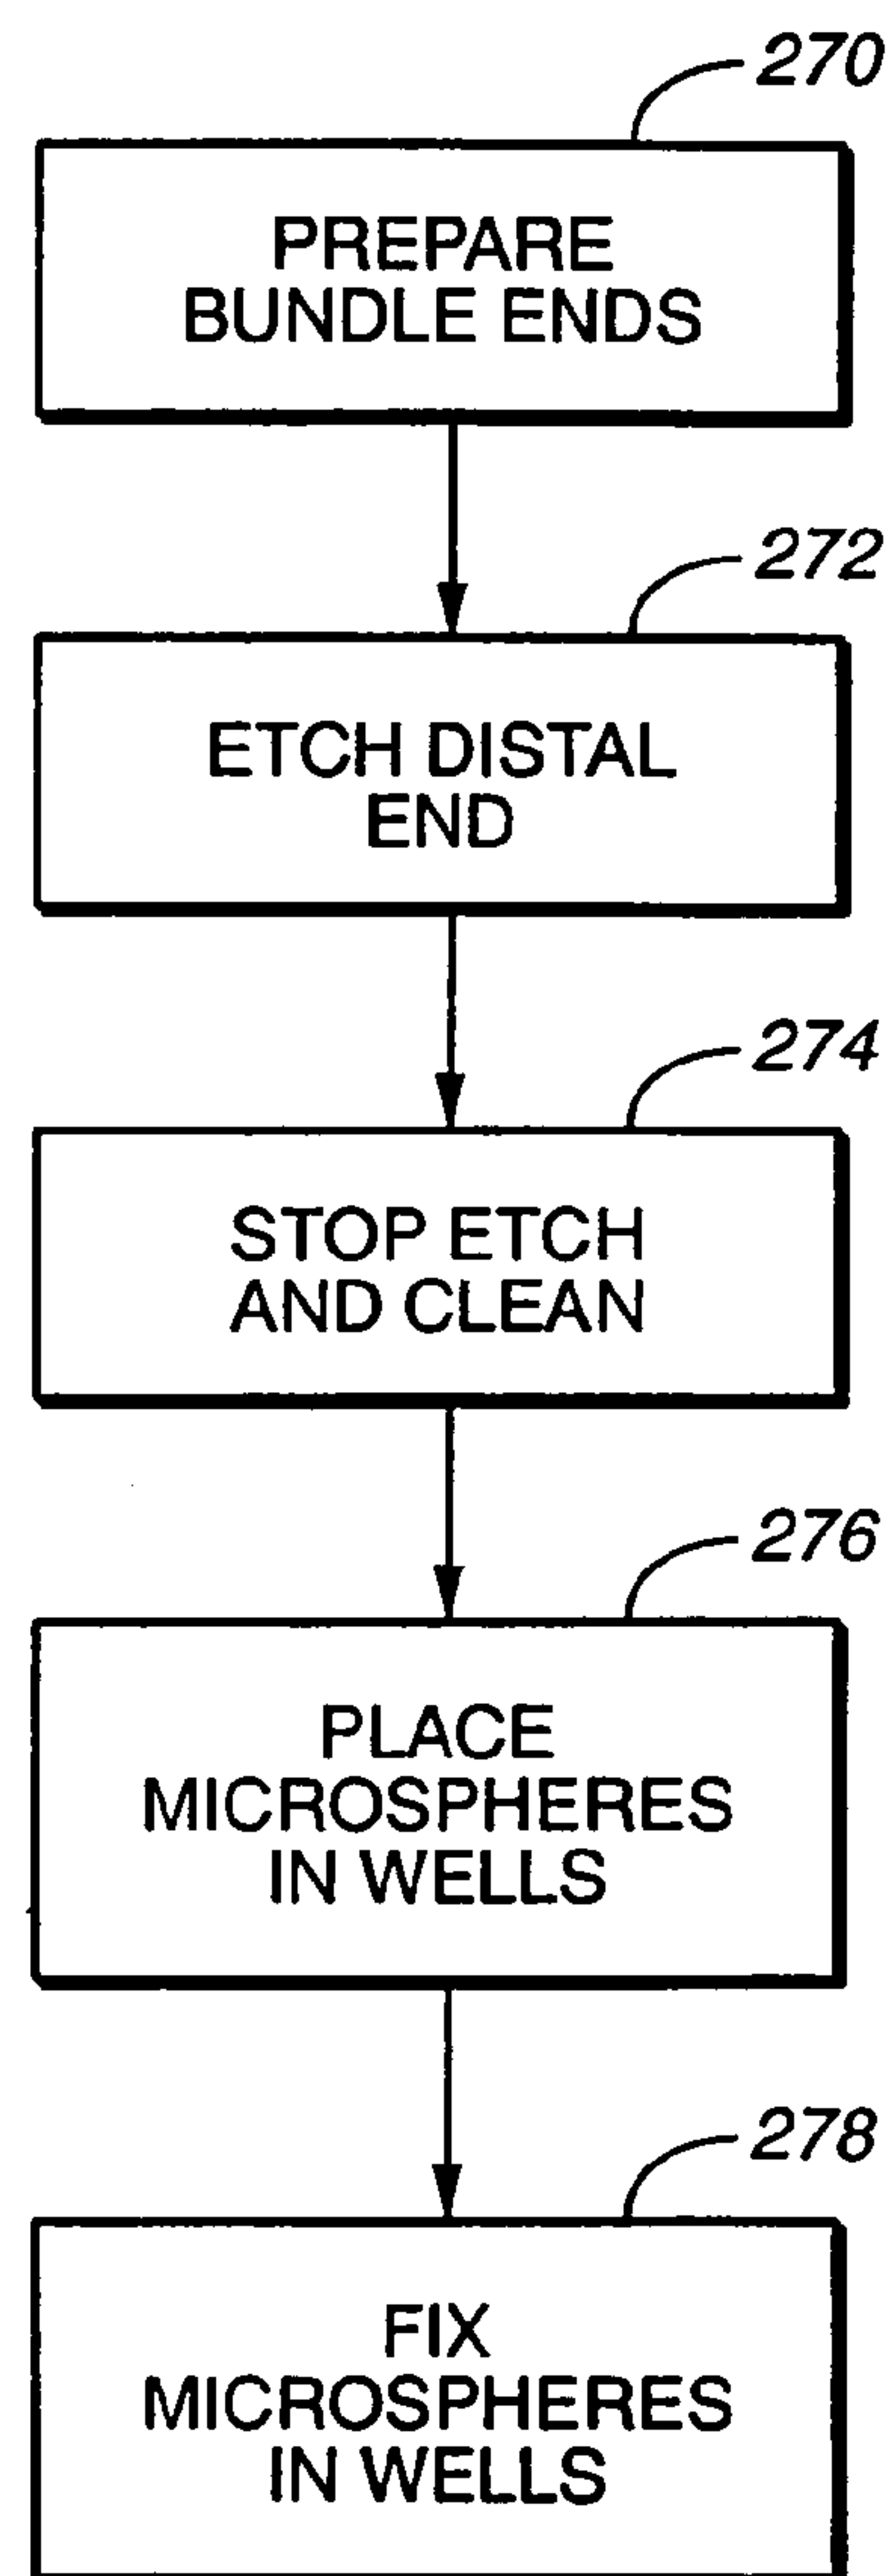 270
PREPARE
BUNDLE ENDS
272
ETCH DISTAL
END
274
STOP ETCH
AND CLEAN
276
PLACE
MICROSPHERES
IN WELLS
278
FIX
MICROSPHERES
IN WELLS